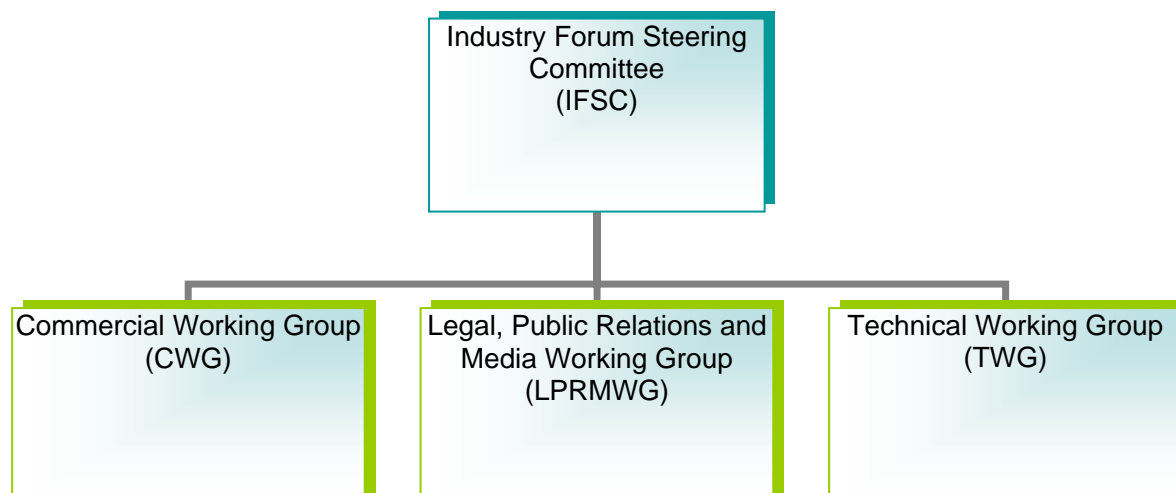 Industry Forum Steering
Committee
(IFSC)
Commercial Working Group
(CWG)
Legal, Public Relations and
Media Working Group
(LPRMWG)
Technical Working Group
(TWG)